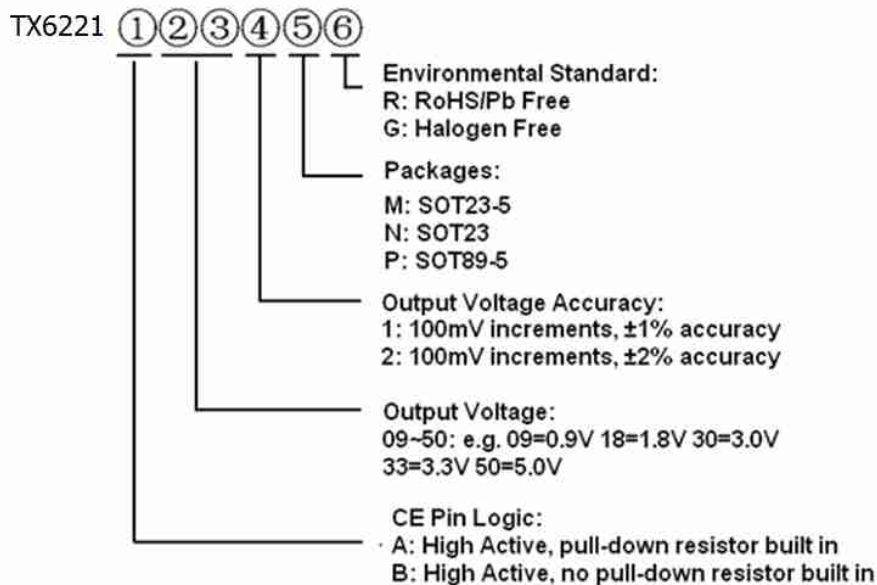 TX6221 ①②③④⑤⑥
Environmental Standard:
R: RoHS/Pb Free
G: Halogen Free
Packages:
M: SOT23-5
N: SOT23
P: SOT89-5
Output Voltage Accuracy:
1: 100mV increments, ±1% accuracy
2: 100mV increments, ±2% accuracy
Output Voltage:
09~50: e.g. 09=0.9V 18=1.8V 30=3.0V
33=3.3V 50=5.0V
CE Pin Logic:
A: High Active, pull-down resistor built in
B: High Active, no pull-down resistor built in